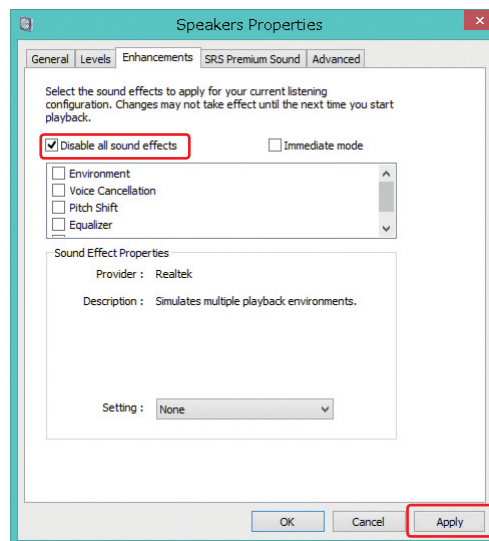 Speakers Properties
General Levels Enhancements SRS Premium Sound Advanced
Select the sound effects to apply for your current listening
configuration. Changes may not take effect until the next time you start
playback.
Disable all sound effects Immediate mode
Environment
Voice Cancellation
Pitch Shift
Equalizer
Sound Effect Properties
Provider : Realtek
Description : Simulates multiple playback environments.
Setting : None
OK Cancel Apply